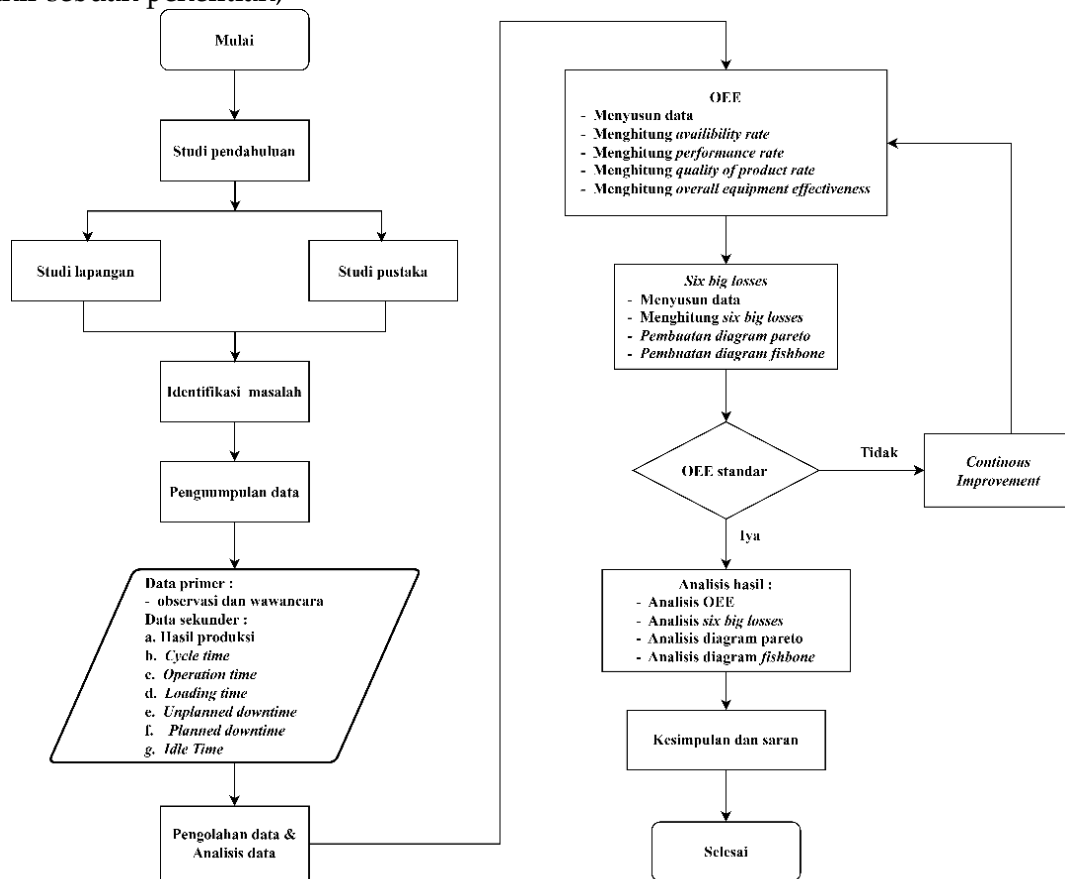 sebuah penelitian,
Mulai
Studi pendahuluan
Studi lapangan
Studi pustaka
Identifikasi masalah
Penguumpulan data
Data primer :
- observasi dan wawancara
Data sekunder :
a. Hasil produksi
b. Cycle time
c. Operation time
d. Loading time
e. Unplanned downtime
f. Planned downtime
g. Idle Time
Pengolahan data &
Analisis data
OEE
- Menyusun data
- Menghitung availibility rate
- Menghitung performance rate
- Menghitung quality of product rate
- Menghitung overall equipment effectiveness
Six big losses
- Menyusun data
- Menghitung six big losses
- Pembuatan diagram pareto
- Pembuatan diagram fishbone
OEE standar
Tidak
Continous
Improvement
Iya
Analisis hasil :
- Analisis OEE
- Analisis six big losses
- Analisis diagram pareto
- Analisis diagram fishbone
Kesimpulan dan saran
Selesai